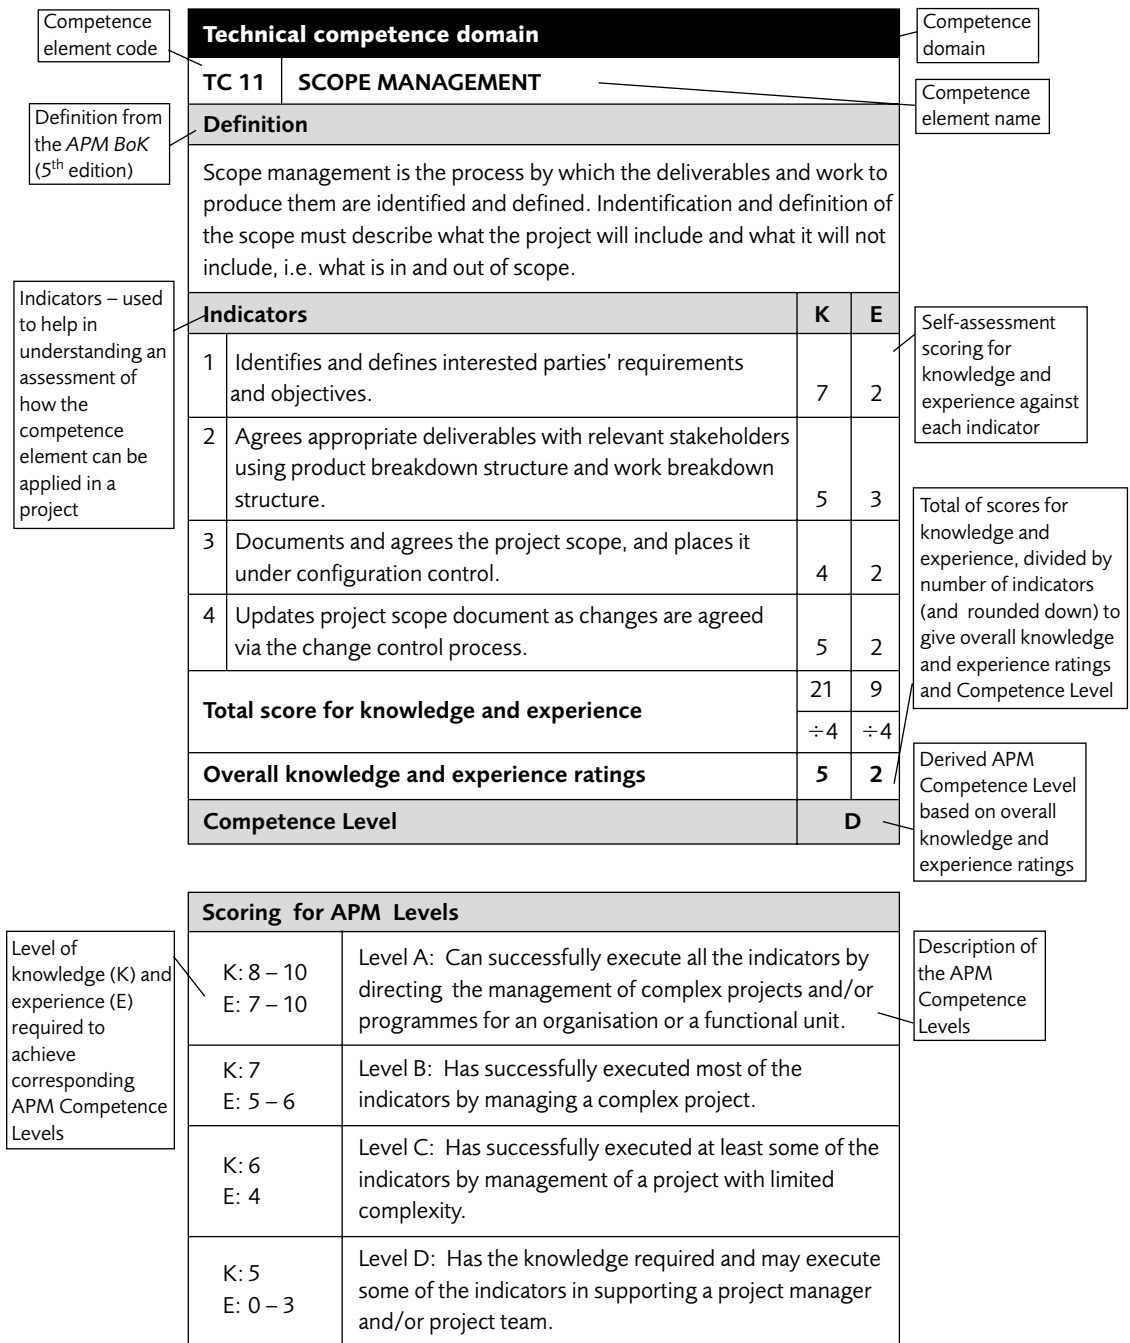 Competence
element code
Technical competence domain
Competence
domain
TC 11 SCOPE MANAGEMENT
Competence
element name
Definition from
the APM BoK
(5th edition)
Definition
Scope management is the process by which the deliverables and work to
produce them are identified and defined. Indentification and definition of
the scope must describe what the project will include and what it will not
include, i.e. what is in and out of scope.
Indicators – used
to help in
understanding an
assessment of
how the
competence
element can be
applied in a
project
Indicators K E
Self-assessment
scoring for
knowledge and
experience against
each indicator
1 Identifies and defines interested parties' requirements
and objectives. 7 2
2 Agrees appropriate deliverables with relevant stakeholders
using product breakdown structure and work breakdown
structure. 5 3
3 Documents and agrees the project scope, and places it
under configuration control. 4 2
4 Updates project scope document as changes are agreed
via the change control process. 5 2
Total of scores for
knowledge and
experience, divided by
number of indicators
(and rounded down) to
give overall knowledge
and experience ratings
and Competence Level
Total score for knowledge and experience
21 9
÷4 ÷4
Overall knowledge and experience ratings 5 2
Competence Level D
Derived APM
Competence Level
based on overall
knowledge and
experience ratings
Scoring for APM Levels
Level of
knowledge (K) and
experience (E)
required to
achieve
corresponding
APM Competence
Levels
K: 8 – 10
E: 7 – 10
Level A: Can successfully execute all the indicators by
directing the management of complex projects and/or
programmes for an organisation or a functional unit.
Description of
the APM
Competence
Levels
K: 7
E: 5 – 6
Level B: Has successfully executed most of the
indicators by managing a complex project.
K: 6
E: 4
Level C: Has successfully executed at least some of the
indicators by management of a project with limited
complexity.
K: 5
E: 0 – 3
Level D: Has the knowledge required and may execute
some of the indicators in supporting a project manager
and/or project team.